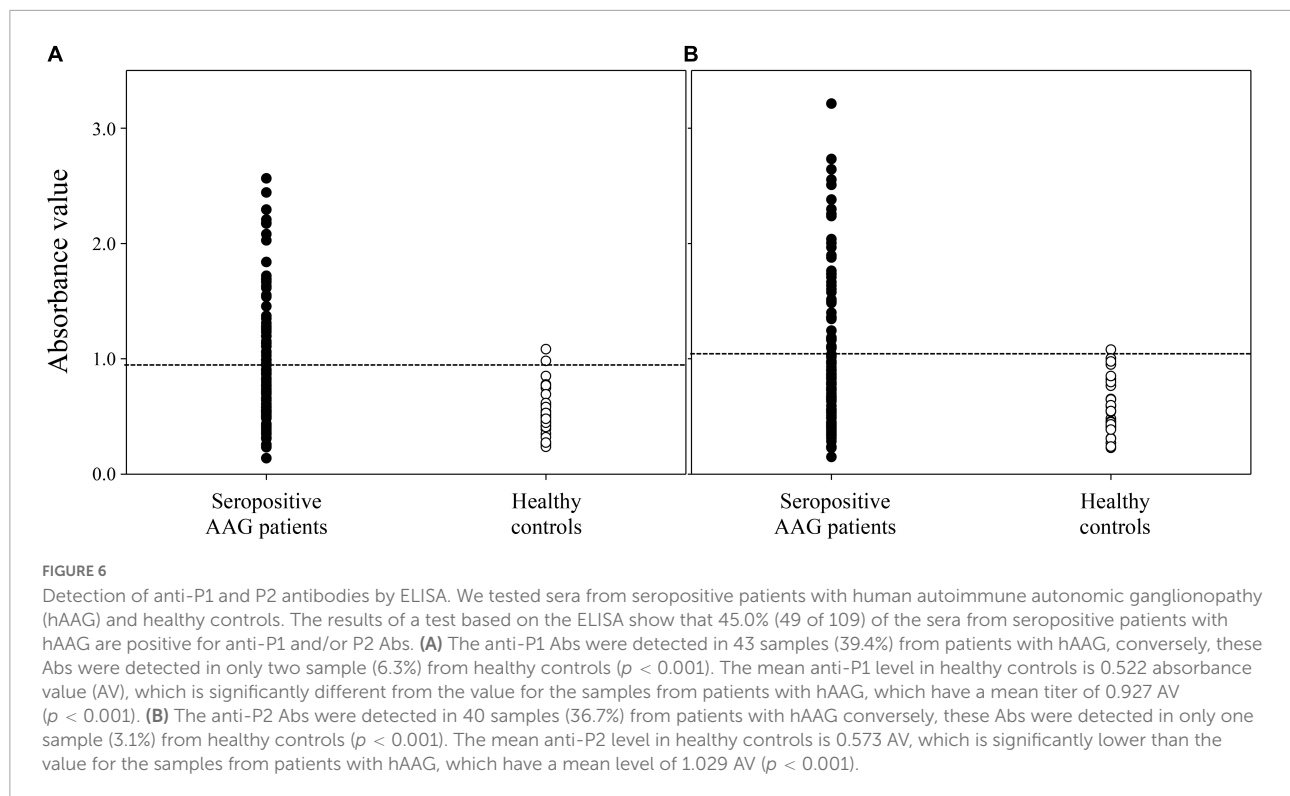 A
B
Absorbance value
3.0
2.0
1.0
0.0
Seropositive
AAG patients
Healthy
controls
Seropositive
AAG patients
Healthy
controls
FIGURE 6
Detection of anti-P1 and P2 antibodies by ELISA. We tested sera from seropositive patients with human autoimmune autonomic ganglionopathy
(hAAG) and healthy controls. The results of a test based on the ELISA show that 45.0% (49 of 109) of the sera from seropositive patients with
hAAG are positive for anti-P1 and/or P2 Abs. (A) The anti-P1 Abs were detected in 43 samples (39.4%) from patients with hAAG, conversely, these
Abs were detected in only two sample (6.3%) from healthy controls (p < 0.001). The mean anti-P1 level in healthy controls is 0.522 absorbance
value (AV), which is significantly different from the value for the samples from patients with hAAG, which have a mean titer of 0.927 AV
(p < 0.001). (B) The anti-P2 Abs were detected in 40 samples (36.7%) from patients with hAAG conversely, these Abs were detected in only one
sample (3.1%) from healthy controls (p < 0.001). The mean anti-P2 level in healthy controls is 0.573 AV, which is significantly lower than the
value for the samples from patients with hAAG, which have a mean level of 1.029 AV (p < 0.001).